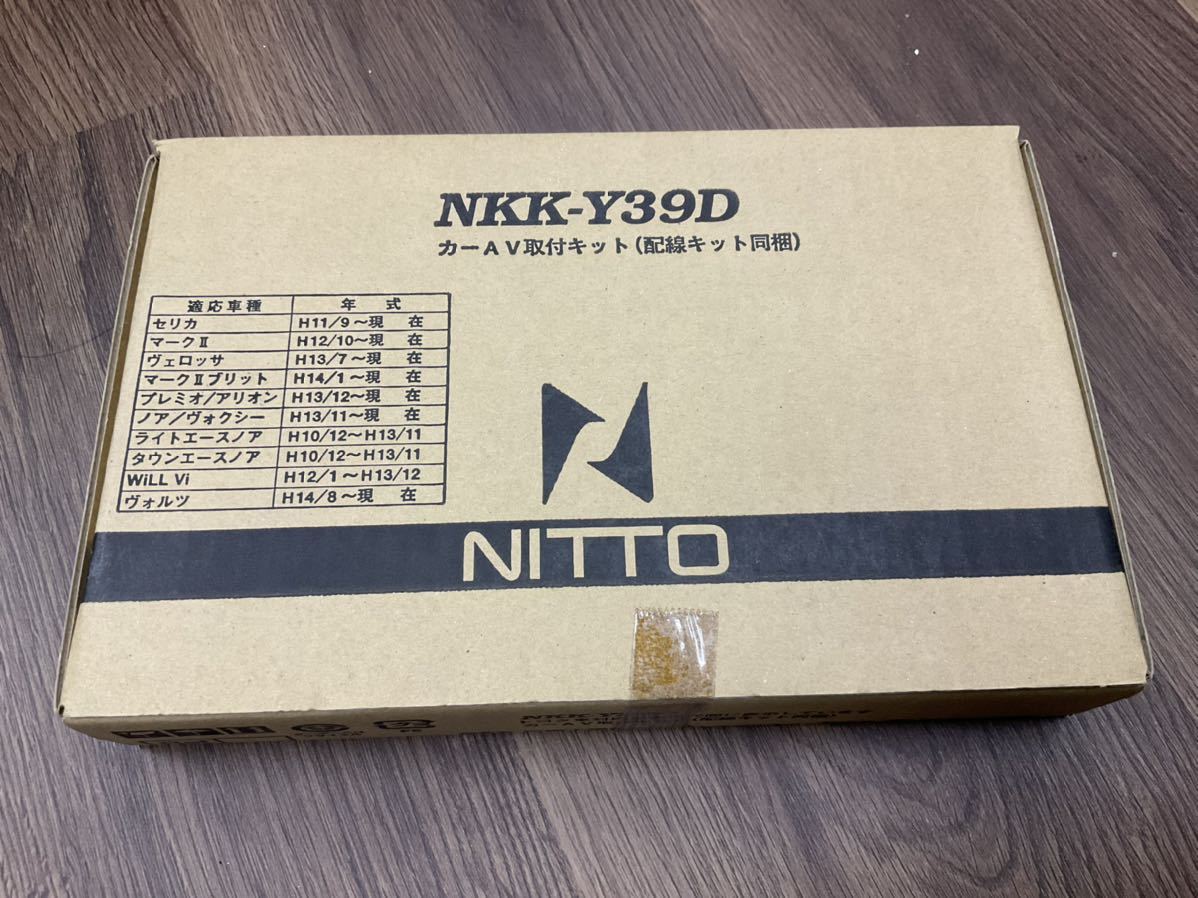 NKK-Y39D
カーAV取付キット(配線キット同梱)
適応車種 年 式
セリカ H11/9～現 在
マークⅡ H12/10～現 在
ヴェロッサ H13/7～現 在
マークⅡブリット H14/1～現 在
プレミオ/アリオン H13/12～現 在
ノア/ヴォクシー H13/11～現 在
ライトエースノア H10/12～H13/11
タウンエースノア H10/12～H13/11
WiLL Vi H12/1～H13/12
ヴォルツ H14/8～現 在
NITTO